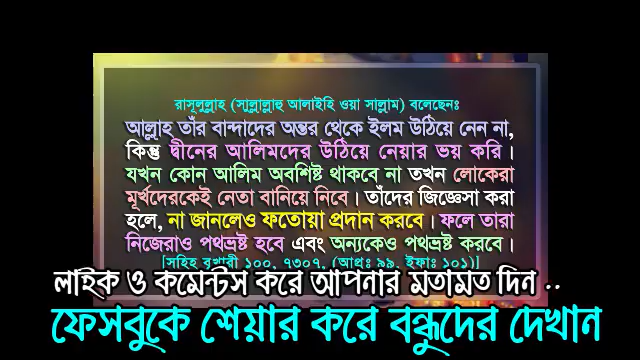 রাসূলুল্লাহ (সাল্লাল্লাহু আলাইহি ওয়া সাল্লাম) বলেছেনঃ
আল্লাহ তাঁর বান্দাদের অন্তর থেকে ইলম উঠিয়ে নেন না,
কিন্তু দ্বীনের আলিমদের উঠিয়ে নেয়ার ভয় করি।
যখন কোন আলিম অবশিষ্ট থাকবে না তখন লোকেরা
মূর্খদেরকেই নেতা বানিয়ে নিবে। তাঁদের জিজ্ঞেসা করা
হলে, না জানলেও ফতোয়া প্রদান করবে। ফলে তারা
নিজেরাও পথভ্রষ্ট হবে এবং অন্যকেও পথভ্রষ্ট করবে।
[সহিহ বুখারী ১০০, ৭৩০৭, (আপ্রঃ ৯৯, ইফাঃ ১০১)]
লাইক ও কমেন্টস করে আপনার মতামত দিন ..
ফেসবুকে শেয়ার করে বন্ধুদের দেখান